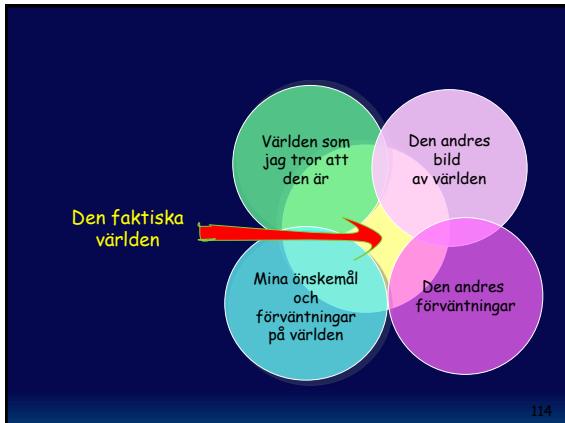 Världen som
jag tror att
den är
Den andres
bild
av världen
Den faktiska
världen
Mina önskemål
och
förväntningar
på världen
Den andres
förväntningar
114